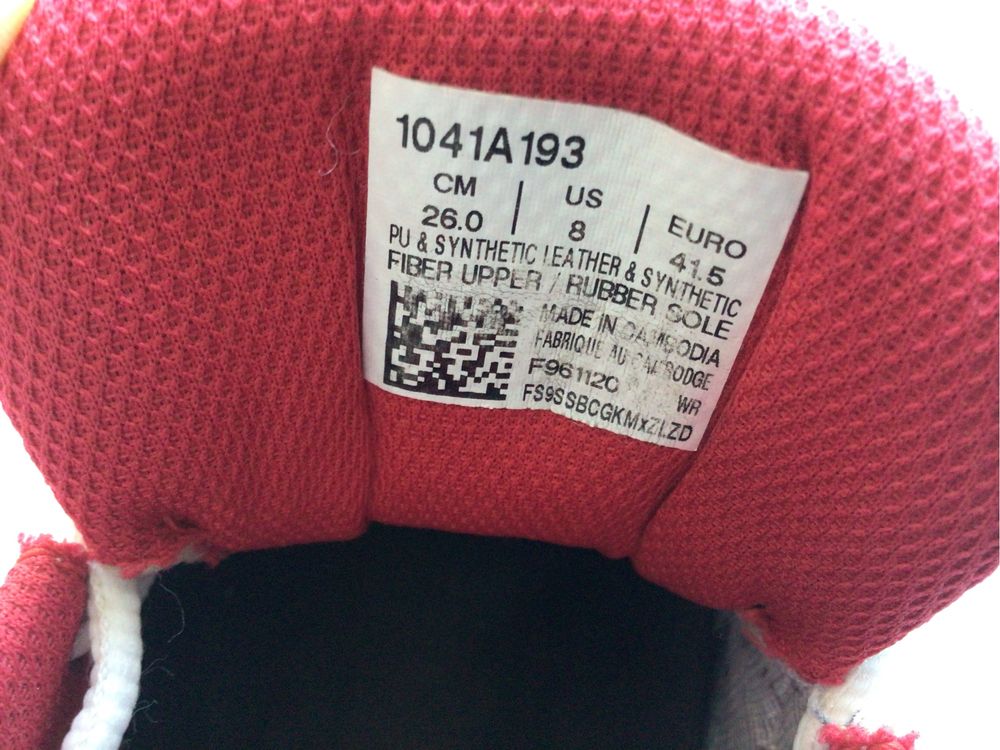 1041A193
CM | US | EURO
26.0 | 8 | 41.5
PU & SYNTHETIC LEATHER & SYNTHETIC
FIBER UPPER / RUBBER SOLE
MADE IN CAMBODIA
FABRIQUE AU CAMBODGE
F961120 WR
FS9SSBCGKMxZLZD